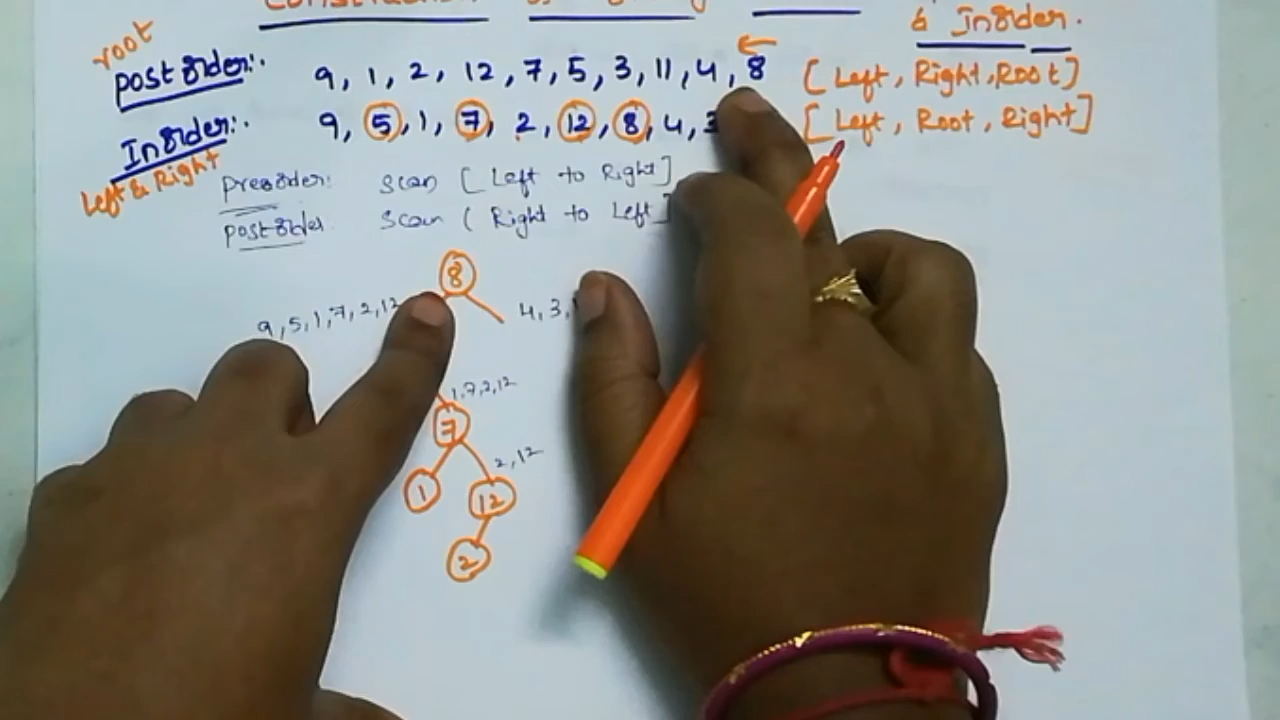 & Inorder.
root
postorder:. 9, 1, 2, 12, 7, 5, 3, 11, 4, 8 [Left, Right, Root]
Inorder:. 9, 5, 1, 7, 2, 12, 8, 4, 3 [Left, Root, Right]
Left & Right
preorder: scan [Left to Right]
postorder. scan ( Right to Left]
8
9, 5, 1, 7, 2, 12
4, 3,
1, 7, 2, 12
7
2, 12
1
12
2